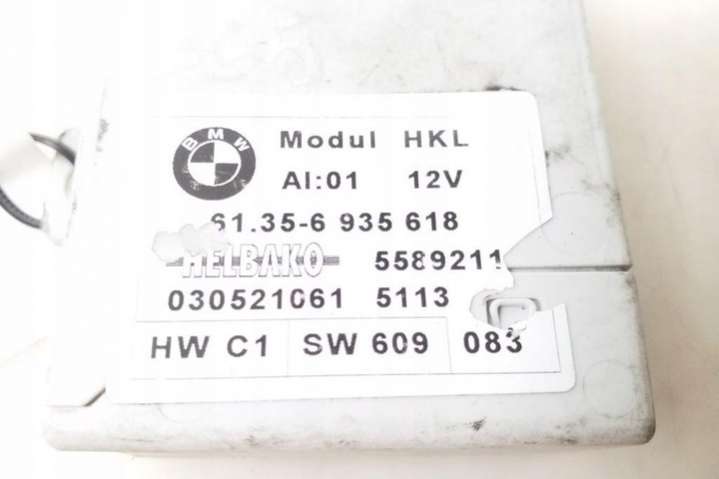 BMW
Modul HKL
AI:01 12V
61.35-6 935 618
HELBAKO 5589211
030521061 5113
HW C1 SW 609 083